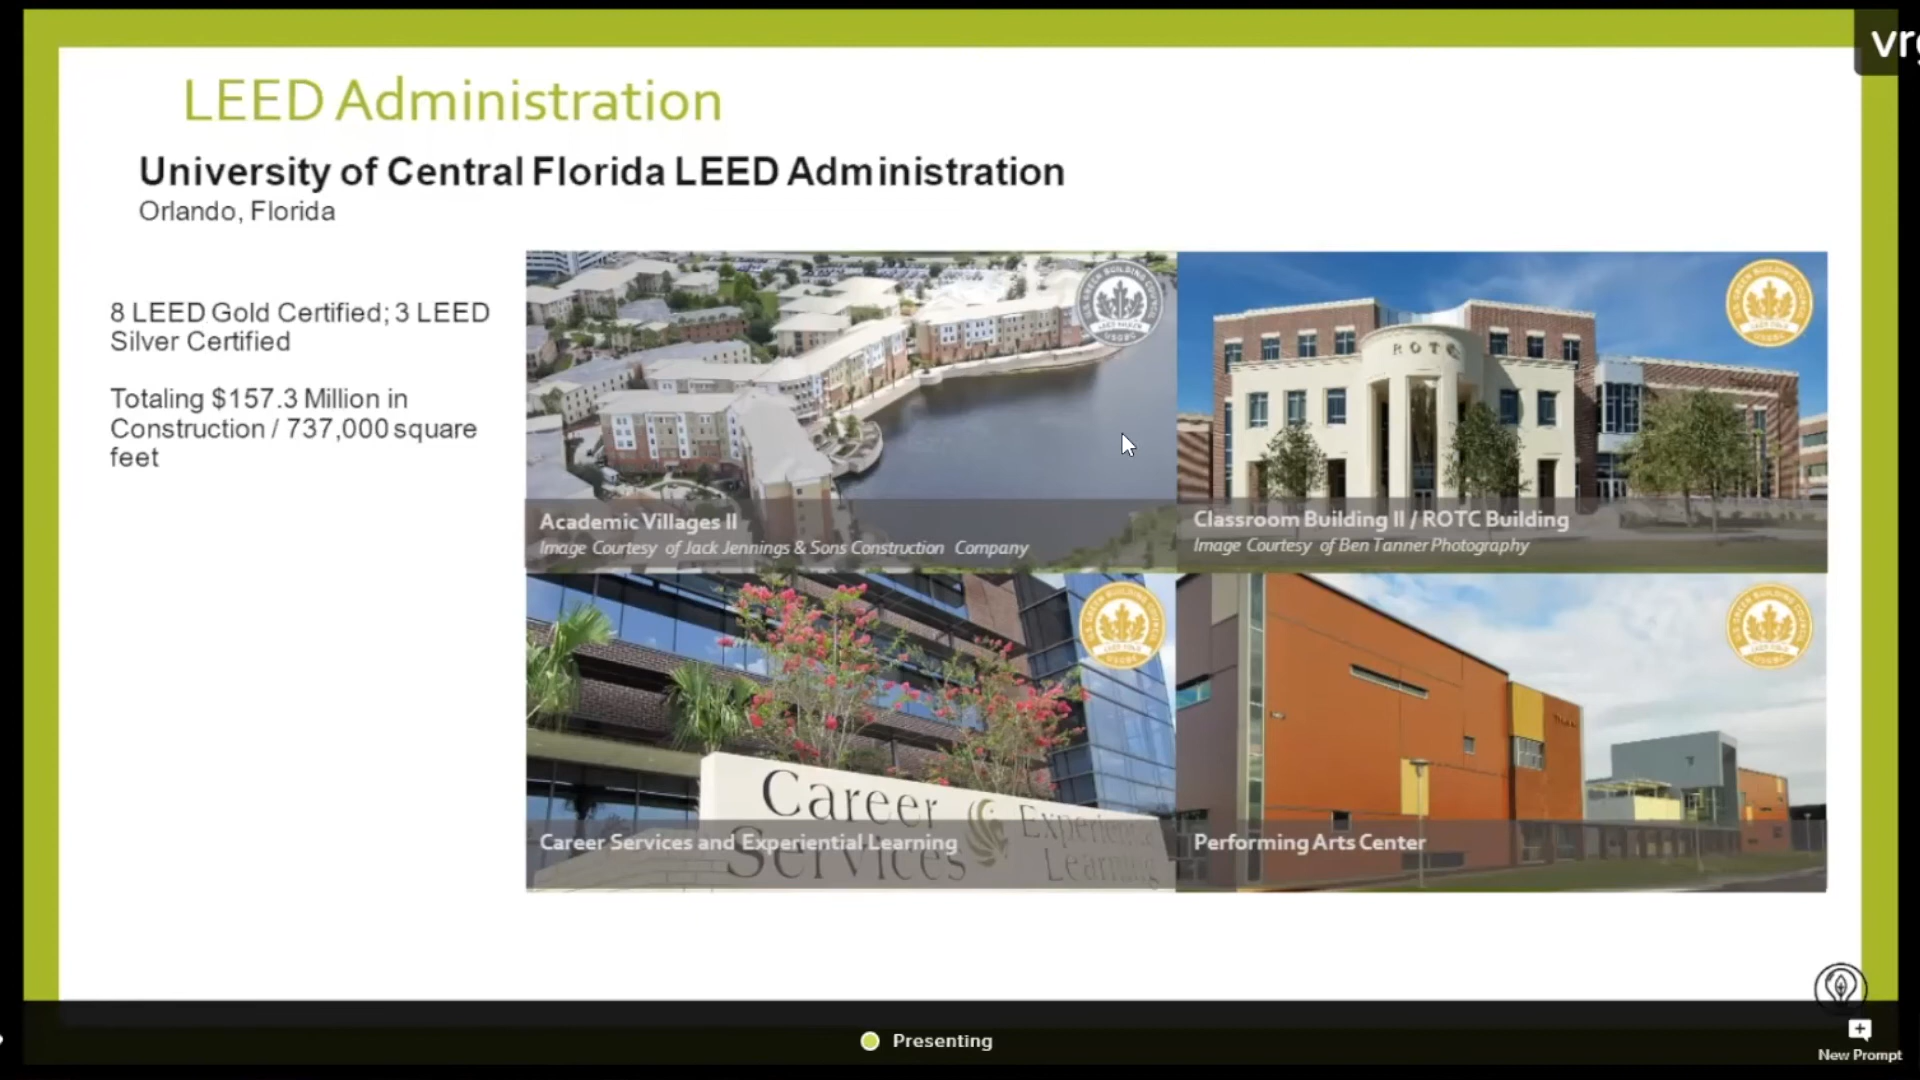 vrg
LEED Administration
University of Central Florida LEED Administration
Orlando, Florida
8 LEED Gold Certified; 3 LEED
Silver Certified
Totaling $157.3 Million in
Construction / 737,000 square
feet
ROTC
Academic Villages II
Image Courtesy of Jack Jennings & Sons Construction Company
Classroom Building II / ROTC Building
Image Courtesy of Ben Tanner Photography
Career
Services
Experiential
Learning
Career Services and Experiential Learning
Performing Arts Center
Presenting
New Prompt